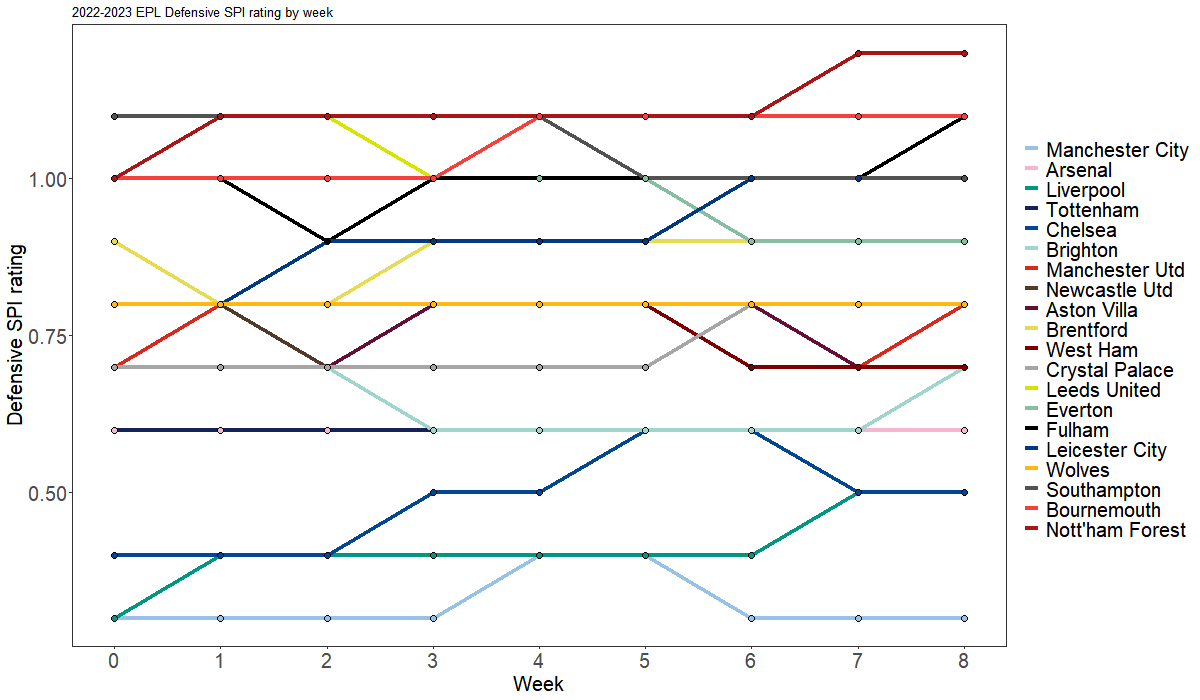 2022-2023 EPL Defensive SPI rating by week
Defensive SPI rating
1.00
0.75
0.50
0 1 2 3 4 5 6 7 8
Week
Manchester City
Arsenal
Liverpool
Tottenham
Chelsea
Brighton
Manchester Utd
Newcastle Utd
Aston Villa
Brentford
West Ham
Crystal Palace
Leeds United
Everton
Fulham
Leicester City
Wolves
Southampton
Bournemouth
Nott'ham Forest